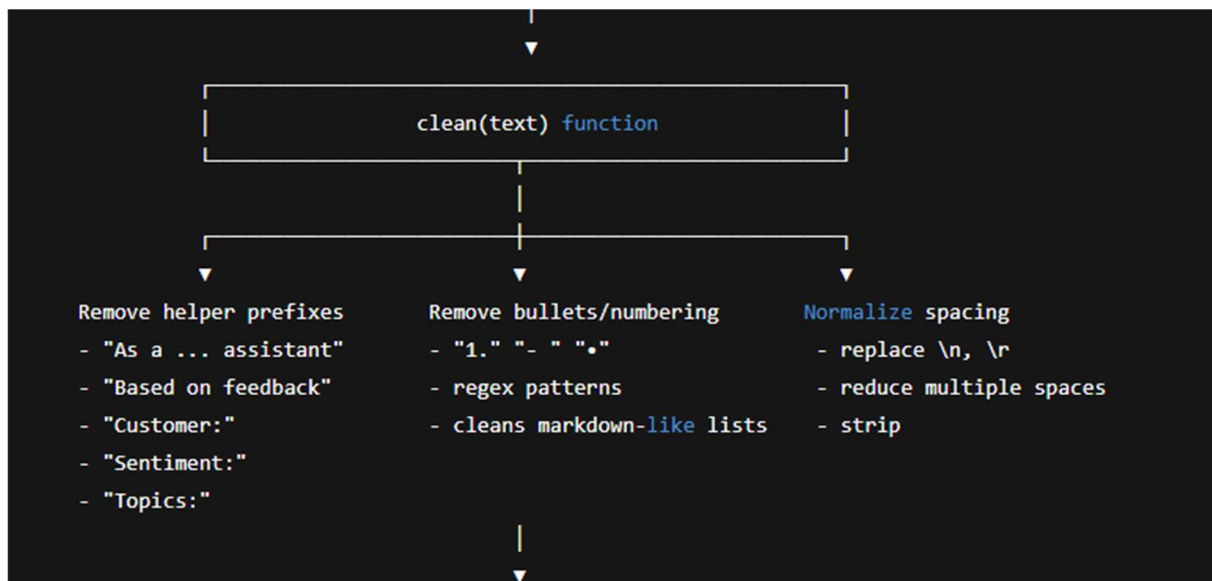 clean(text) function
Remove helper prefixes
- "As a ... assistant"
- "Based on feedback"
- "Customer:"
- "Sentiment:"
- "Topics:"
Remove bullets/numbering
- "1." "- " "•"
- regex patterns
- cleans markdown-like lists
Normalize spacing
- replace \n, \r
- reduce multiple spaces
- strip